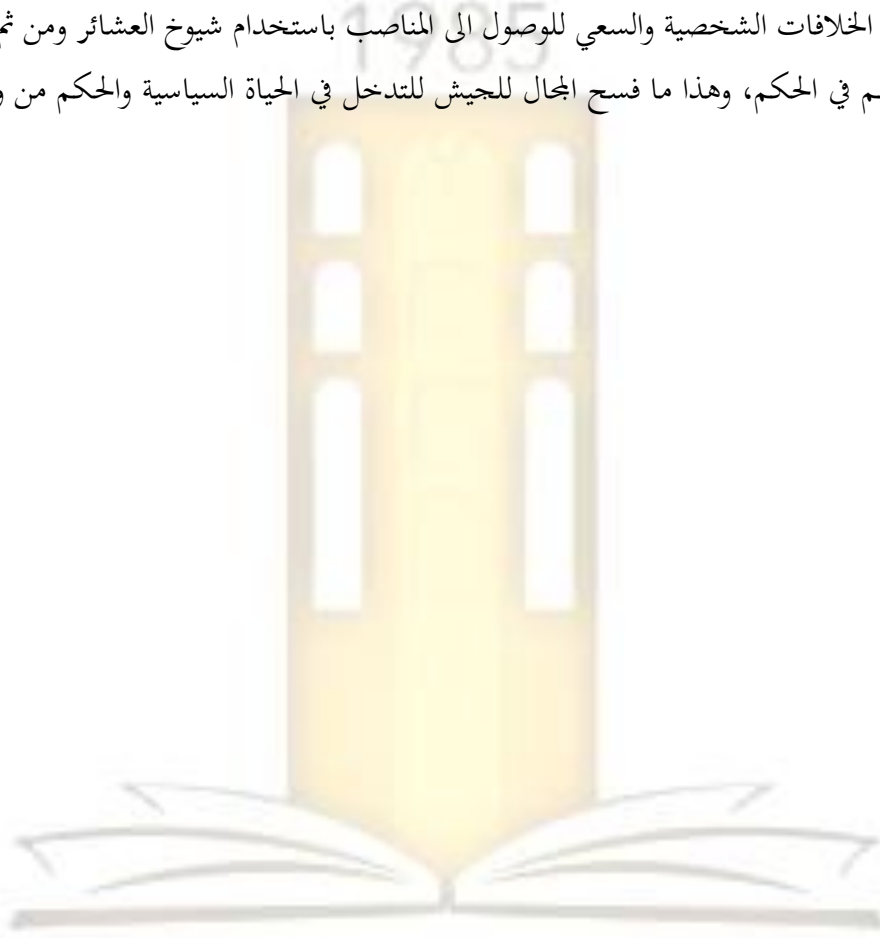 الخلافات الشخصية والسعي للوصول الى المناصب باستخدام شيوخ العشائر ومن ثم
في الحكم، وهذا ما فسح المجال للجيش للتدخل في الحياة السياسية والحكم من
1985